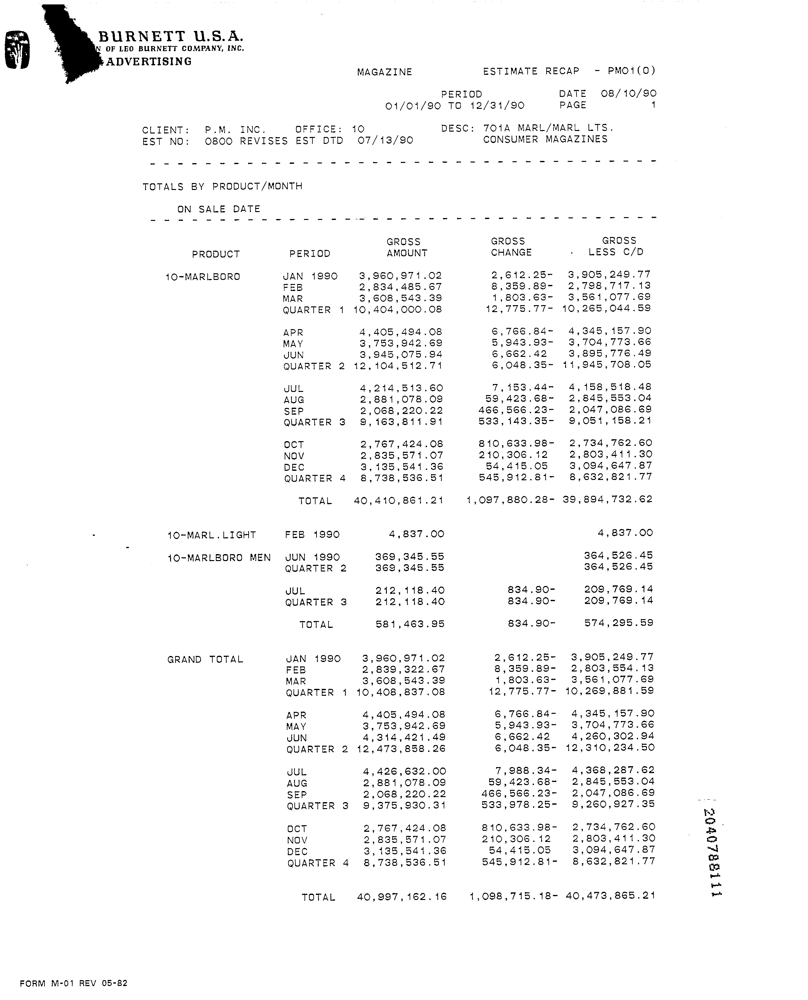 BURNETT U.S.A.
N OF LEO BURNETT COMPANY, INC.
ADVERTISING
MAGAZINE ESTIMATE RECAP - PM01(0)
PERIOD DATE 08/10/90
01/01/90 TO 12/31/90 PAGE 1
CLIENT: P.M. INC. OFFICE: 10 DESC: 701A MARL/MARL LTS.
EST NO: 0800 REVISES EST DTD 07/13/90 CONSUMER MAGAZINES
TOTALS BY PRODUCT/MONTH
ON SALE DATE
GROSS GROSS GROSS
PRODUCT PERIOD AMOUNT CHANGE LESS C/D
10-MARLBORO JAN 1990 3,960,971.02 2,612.25- 3,905,249.77
FEB 2,834,485.67 8,359.89- 2,798,717.13
MAR 3,608,543.39 1,803.63- 3,561,077.69
QUARTER 1 10,404,000.08 12,775.77- 10,265,044.59
APR 4,405,494.08 6,766.84- 4,345,157.90
MAY 3,753,942.69 5,943.93- 3,704,773.66
JUN 3,945,075.94 6,662.42 3,895,776.49
QUARTER 2 12,104,512.71 6,048.35- 11,945,708.05
JUL 4,214,513.60 7,153.44- 4,158,518.48
AUG 2,881,078.09 59,423.68- 2,845,553.04
SEP 2,068,220.22 466,566.23- 2,047,086.69
QUARTER 3 9,163,811.91 533,143.35- 9,051,158.21
OCT 2,767,424.08 810,633.98- 2,734,762.60
NOV 2,835,571.07 210,306.12 2,803,411.30
DEC 3,135,541.36 54,415.05 3,094,647.87
QUARTER 4 8,738,536.51 545,912.81- 8,632,821.77
TOTAL 40,410,861.21 1,097,880.28- 39,894,732.62
10-MARL.LIGHT FEB 1990 4,837.00 4,837.00
10-MARLBORO MEN JUN 1990 369,345.55 364,526.45
QUARTER 2 369,345.55 364,526.45
JUL 212,118.40 834.90- 209,769.14
QUARTER 3 212,118.40 834.90- 209,769.14
TOTAL 581,463.95 834.90- 574,295.59
GRAND TOTAL JAN 1990 3,960,971.02 2,612.25- 3,905,249.77
FEB 2,839,322.67 8,359.89- 2,803,554.13
MAR 3,608,543.39 1,803.63- 3,561,077.69
QUARTER 1 10,408,837.08 12,775.77- 10,269,881.59
APR 4,405,494.08 6,766.84- 4,345,157.90
MAY 3,753,942.69 5,943.93- 3,704,773.66
JUN 4,314,421.49 6,662.42 4,260,302.94
QUARTER 2 12,473,858.26 6,048.35- 12,310,234.50
JUL 4,426,632.00 7,988.34- 4,368,287.62
AUG 2,881,078.09 59,423.68- 2,845,553.04
SEP 2,068,220.22 466,566.23- 2,047,086.69
QUARTER 3 9,375,930.31 533,978.25- 9,260,927.35
OCT 2,767,424.08 810,633.98- 2,734,762.60
NOV 2,835,571.07 210,306.12 2,803,411.30
DEC 3,135,541.36 54,415.05 3,094,647.87
QUARTER 4 8,738,536.51 545,912.81- 8,632,821.77
TOTAL 40,997,162.16 1,098,715.18- 40,473,865.21
2040788111
FORM M-01 REV 05-82